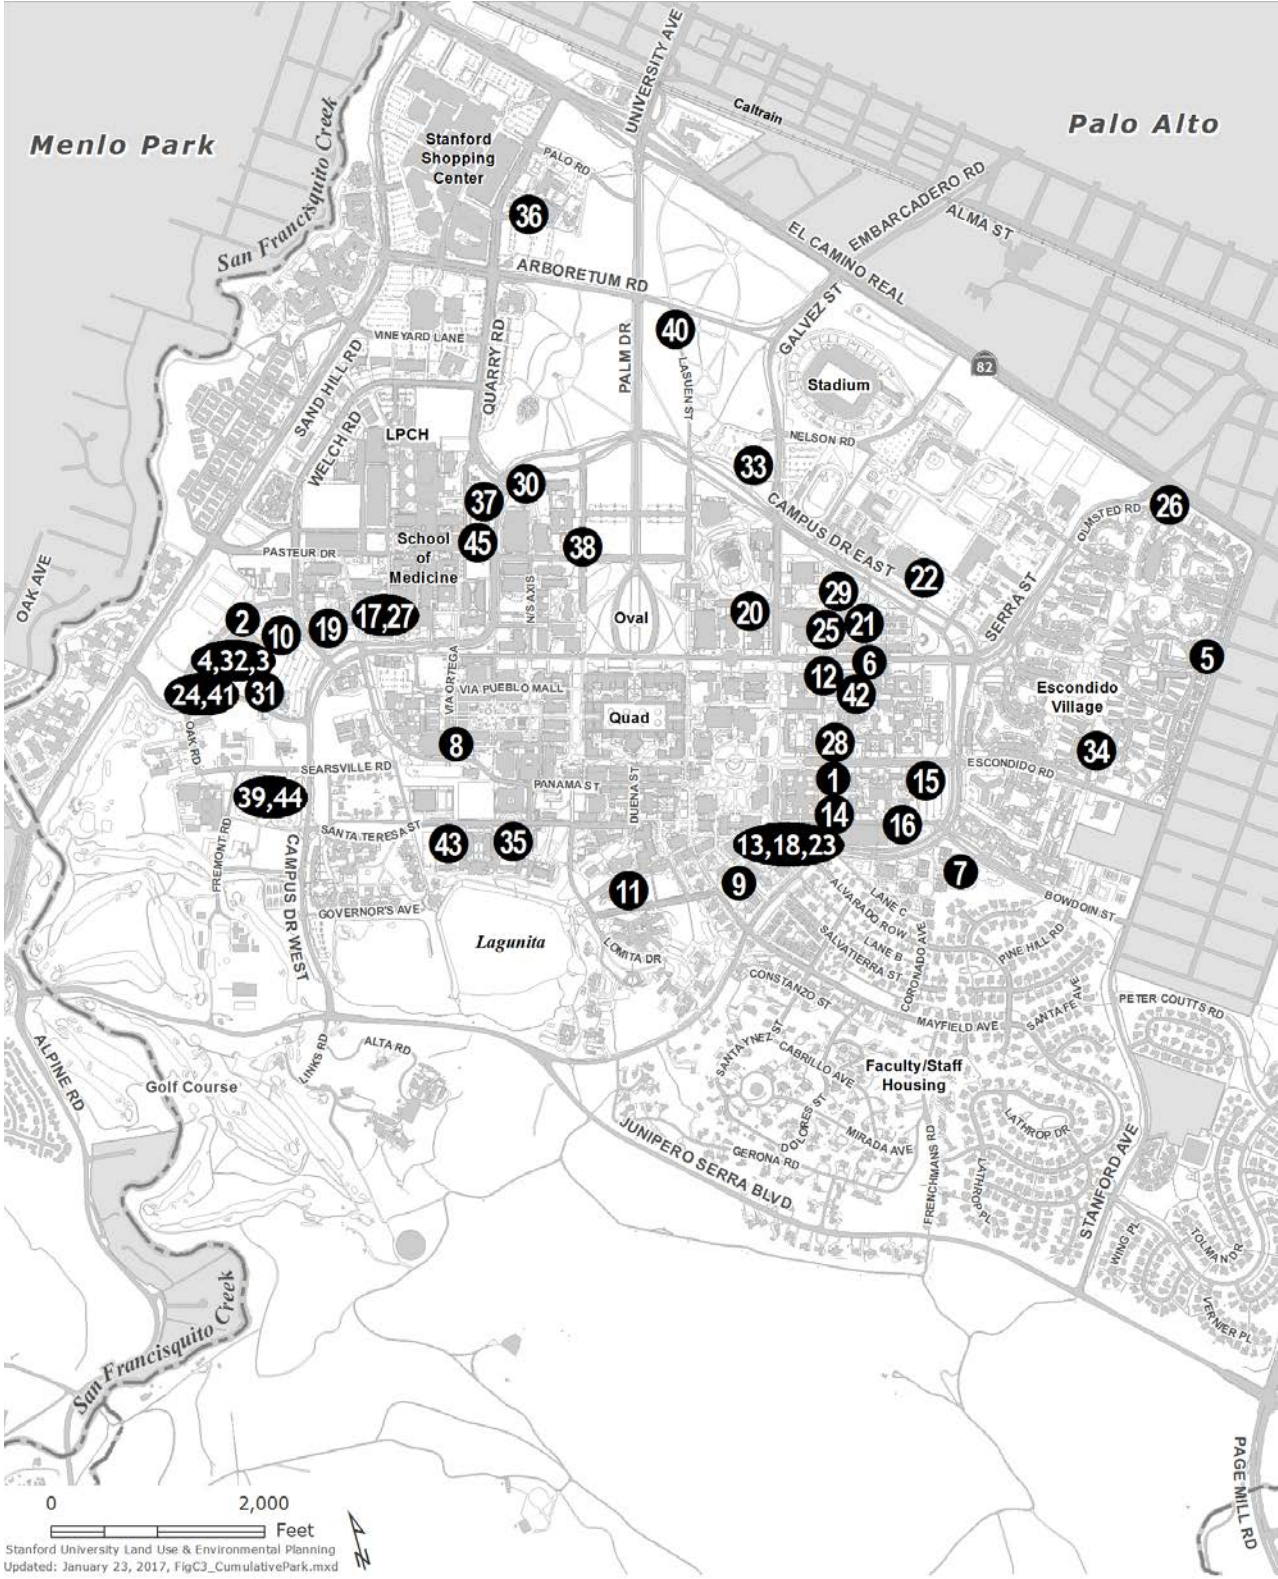 UNIVERSITY AVE
Caltrain
Menlo Park
Palo Alto
San Francisquito Creek
Stanford
Shopping
Center
PALO RD
EMBARCADERO RD
ALMA ST
36
EL CAMINO REAL
ARBORETUM RD
GALVEZ ST
40
VINEYARD LANE
QUARRY RD
PALM DR
LASUEN ST
SAND HILL RD
82
Stadium
WELCH RD
LPCH
NELSON RD
33
30
37
CAMPUS DR EAST
26
OLMSTED RD
45
38
School
of
Medicine
PASTEUR DR
OAK AVE
22
N/S AXIS
29
SERRA ST
2
17,27
Oval
20
10
19
25
21
4,32,3
12
6
5
24,41
31
VIA ORTEGA
VIA PUEBLO MALL
42
Escondido
Village
Quad
OAK RD
8
28
34
SEARSVILLE RD
ESCONDIDO RD
PANAMA ST
DUENA ST
1
15
39,44
14
16
SANTA TERESA ST
FREMONT RD
CAMPUS DR WEST
43
35
13,18,23
11
9
7
GOVERNOR'S AVE
LANE C
ALVARADO ROW
LANE B
SALVATIERRA ST
BOWDOIN ST
CORONADO AVE
PINE HILL RD
Lagunita
LOMITA DR
CONSTANZO ST
SANTA FE AVE
PETER COUTTS RD
MAYFIELD AVE
ALPINE RD
LINKS RD
ALTA RD
SANTA YNEZ ST
CABRILLO AVE
Faculty/Staff
Housing
Golf Course
DOLORES ST
LATHROP DR
MIRADA AVE
JUNIPERO SERRA BLVD
GERONA RD
FRENCHMANS RD
LATHROP PL
STANFORD AVE
WING PL
TOLMAN DR
VERNIER PL
San Francisquito Creek
PAGE MILL RD
0 2,000
Feet
N
Stanford University Land Use & Environmental Planning
Updated: January 23, 2017, FigC3_CumulativePark.mxd